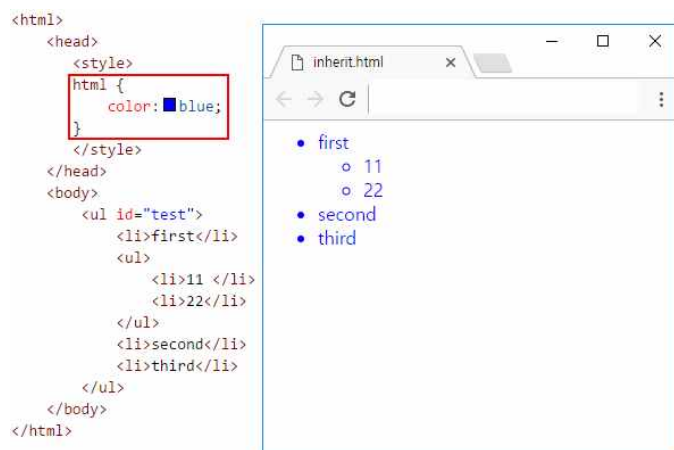 <html>
<head>
<style>
html {
color: blue;
}
</style>
</head>
<body>
<ul id="test">
<li>first</li>
<ul>
<li>11 </li>
<li>22</li>
</ul>
<li>second</li>
<li>third</li>
</ul>
</body>
</html>
inherit.html
first
11
22
second
third